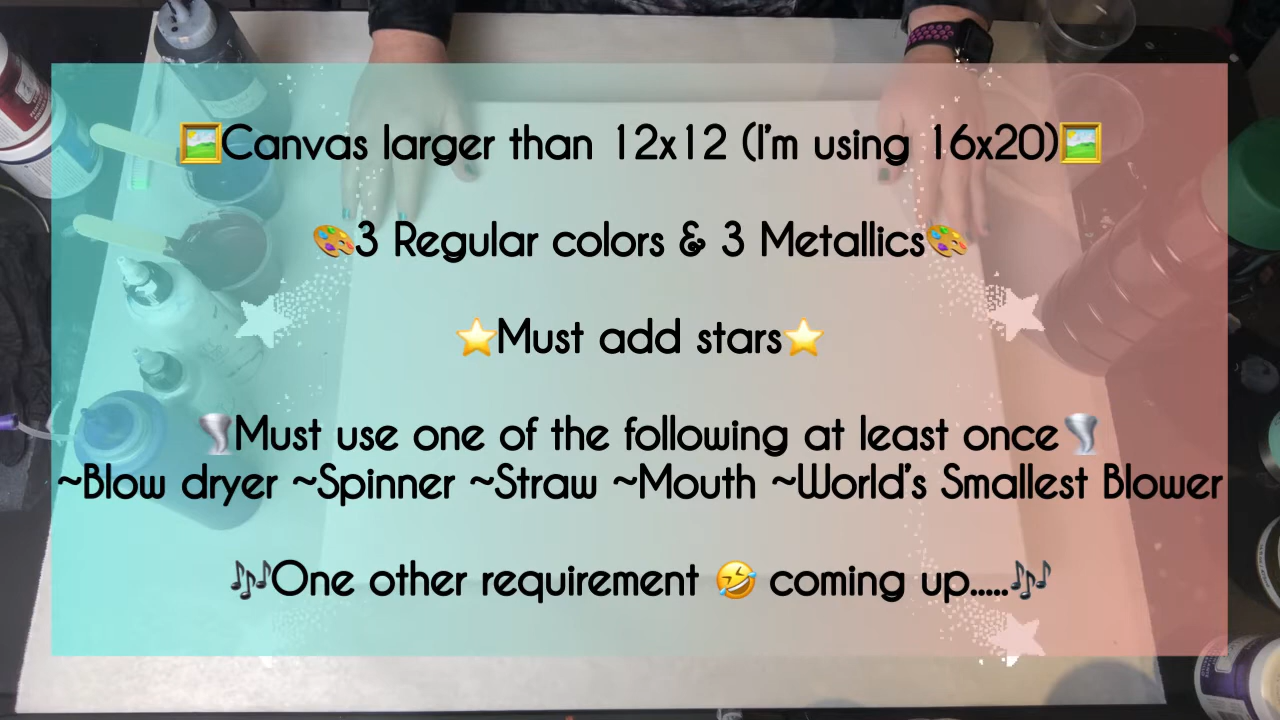 🖼️Canvas larger than 12x12 (I'm using 16x20)🖼️
🎨3 Regular colors & 3 Metallics🎨
⭐Must add stars⭐
🌪️Must use one of the following at least once🌪️
~Blow dryer ~Spinner ~Straw ~Mouth ~World's Smallest Blower
🎶One other requirement 🤣 coming up.....🎶